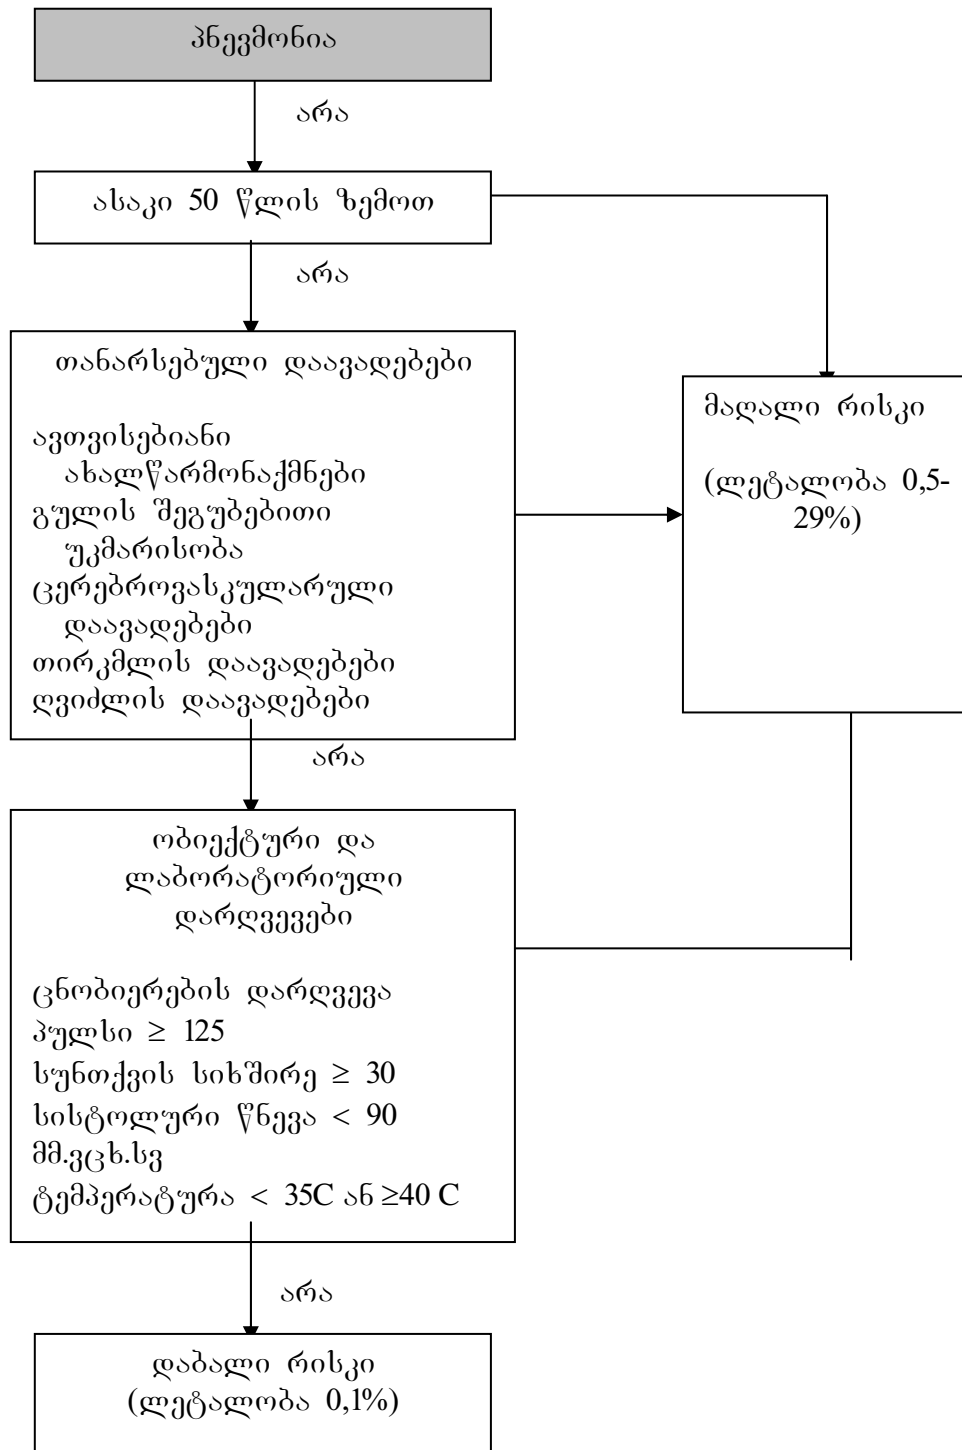 პნევმონია
არა
ასაკი 50 წლის ზემოთ
არა
თანარსებული დაავადებები
ავთვისებიანი
ახალწარმონაქმნები
გულის შეგუბებითი
უკმარისობა
ცერებროვასკულარული
დაავადებები
თირკმლის დაავადებები
ღვიძლის დაავადებები
მაღალი რისკი
(ლეტალობა 0,5-
29%)
არა
ობიექტური და
ლაბორატორიული
დარღვევები
ცნობიერების დარღვევა
პულსი ≥ 125
სუნთქვის სიხშირე ≥ 30
სისტოლური წნევა < 90
მმ.ვცხ.სვ
ტემპერატურა < 35C ან ≥40 C
არა
დაბალი რისკი
(ლეტალობა 0,1%)